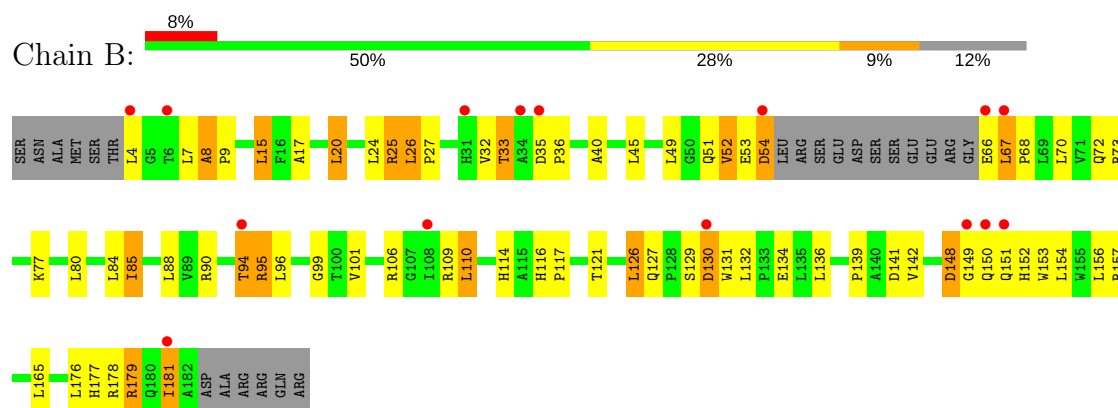 8%
Chain B:
50% 28% 9% 12%
SER ASN ALA MET SER THR L4 G5 T6 L7 A8 P9 L15 F16 A17 L20 L24 R25 L26 P27 H31 V32 T33 A34 D35 P36 A40 L45 L49 G50 Q51 V52 E53 D54 LEU ARG SER GLU ASP SER SER GLU GLU ARG GLY E66 L67 P68 L69 L70 V71 Q72
K77 L80 L84 I85 L88 V89 R90 T94 R95 L96 G99 T100 V101 R106 G107 I108 R109 L110 H114 A115 H116 P117 T121 L126 Q127 P128 S129 D130 W131 L132 P133 E134 L135 L136 P139 A140 D141 V142 D148 G149 Q150 Q151 H152 W153 L154 W155 L156
L165 L176 H177 R178 R179 Q180 I181 A182 ASP ALA ARG ARG GLN ARG